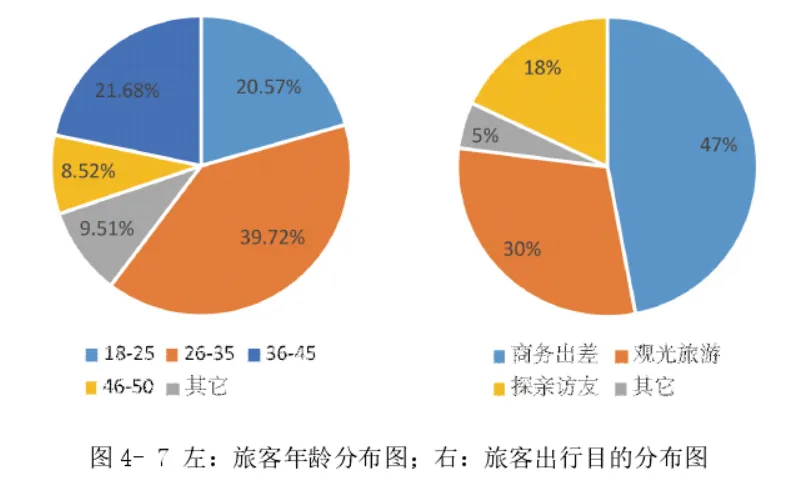 21.68%
20.57%
8.52%
9.51%
39.72%
18-25 26-35 36-45
46-50 其它
18%
5%
47%
30%
商务出差 观光旅游
探亲访友 其它
图 4- 7 左：旅客年龄分布图；右：旅客出行目的分布图